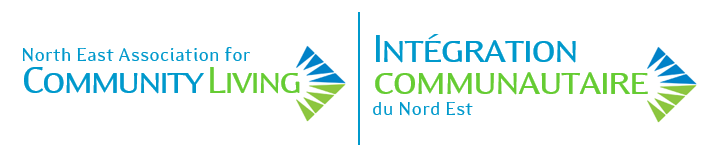 North East Association for
COMMUNITY LIVING
INTÉGRATION
COMMUNAUTAIRE
du Nord Est